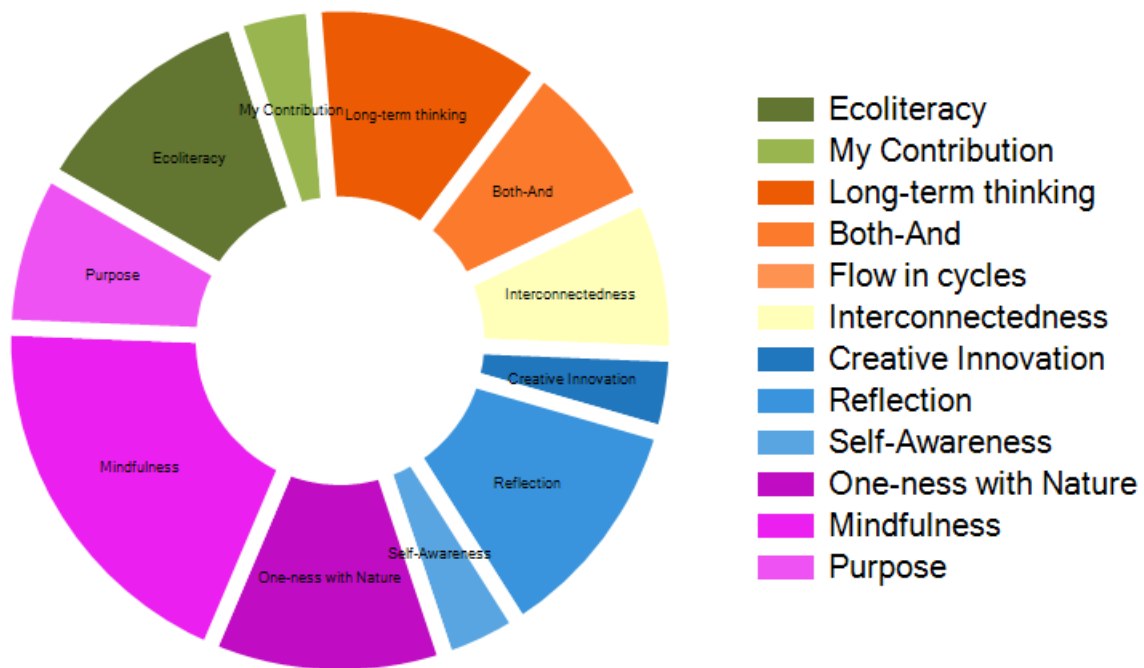 My Contribution
Long-term thinking
Ecoliteracy
Both-And
Purpose
Interconnectedness
Creative Innovation
Mindfulness
Reflection
Self-Awareness
One-ness with Nature
Ecoliteracy
My Contribution
Long-term thinking
Both-And
Flow in cycles
Interconnectedness
Creative Innovation
Reflection
Self-Awareness
One-ness with Nature
Mindfulness
Purpose